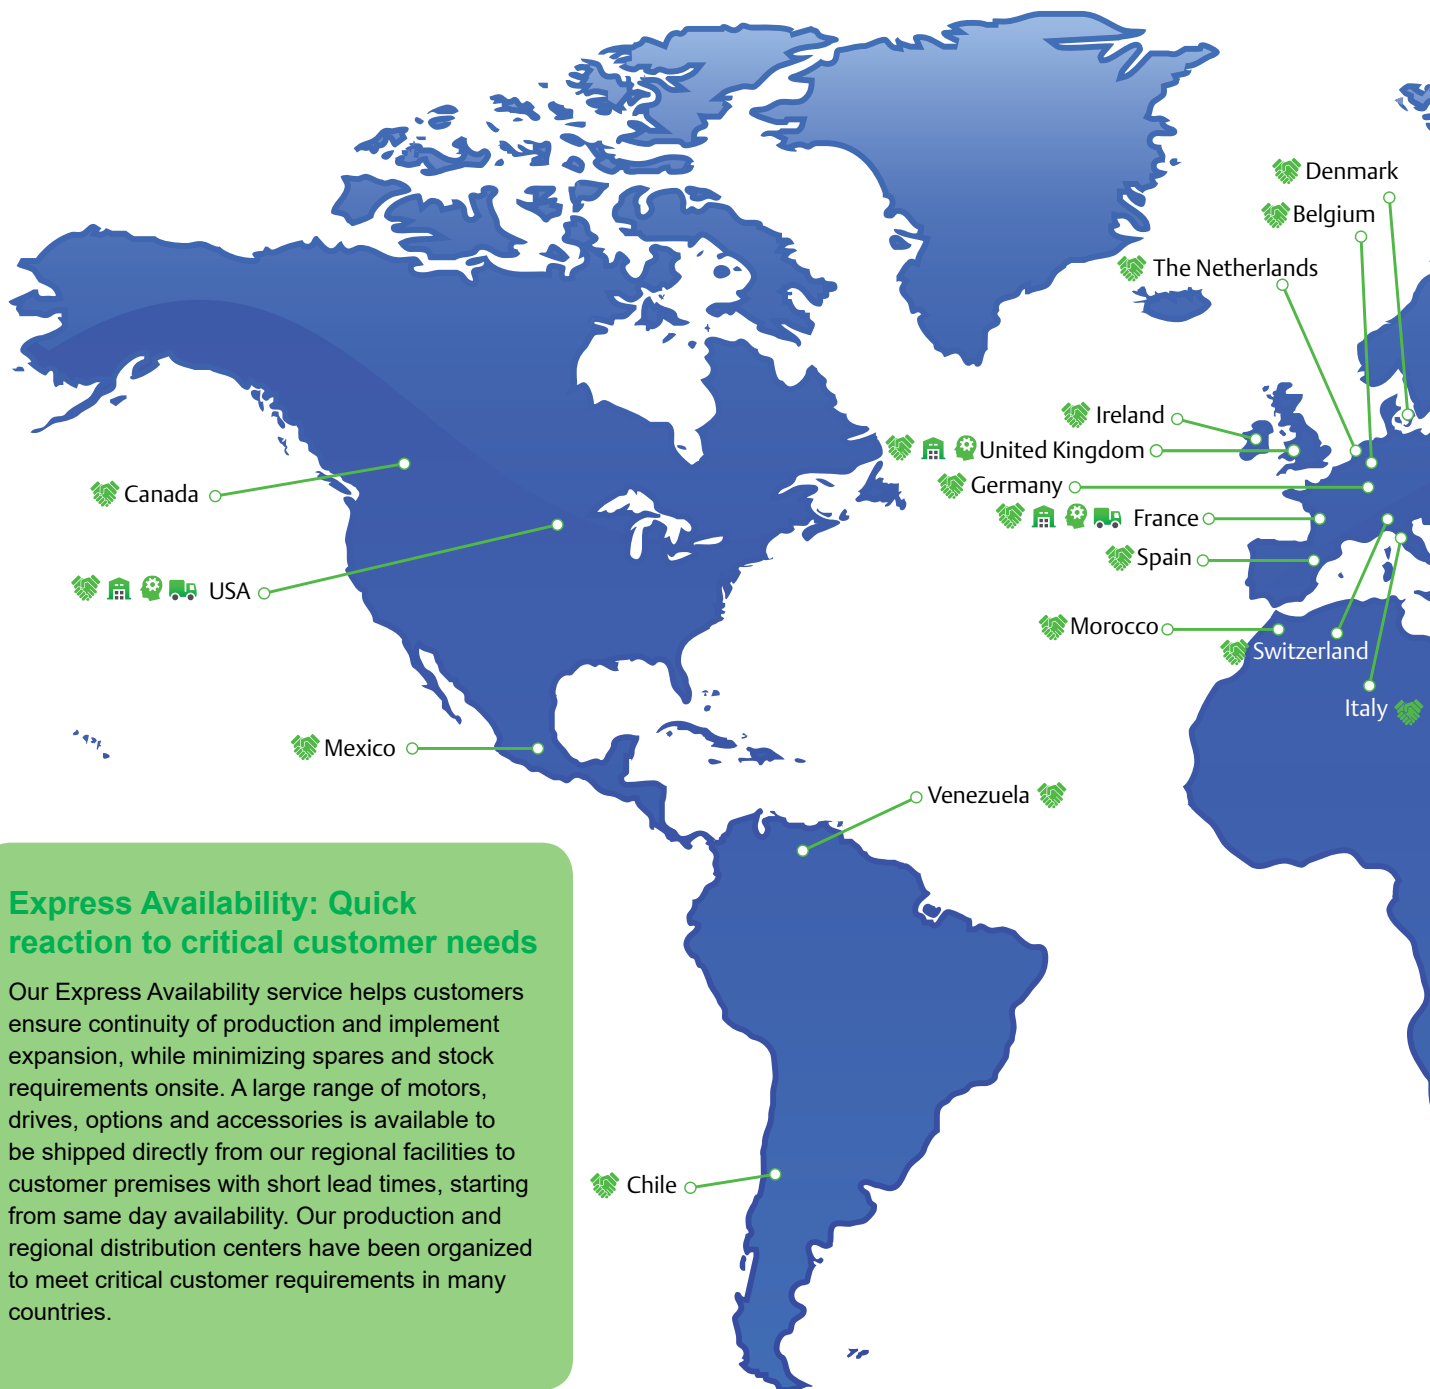 Denmark
Belgium
The Netherlands
Ireland
United Kingdom
Germany
France
Spain
Morocco
Switzerland
Italy
Canada
USA
Mexico
Venezuela
Chile
Express Availability: Quick
reaction to critical customer needs
Our Express Availability service helps customers
ensure continuity of production and implement
expansion, while minimizing spares and stock
requirements onsite. A large range of motors,
drives, options and accessories is available to
be shipped directly from our regional facilities to
customer premises with short lead times, starting
from same day availability. Our production and
regional distribution centers have been organized
to meet critical customer requirements in many
countries.